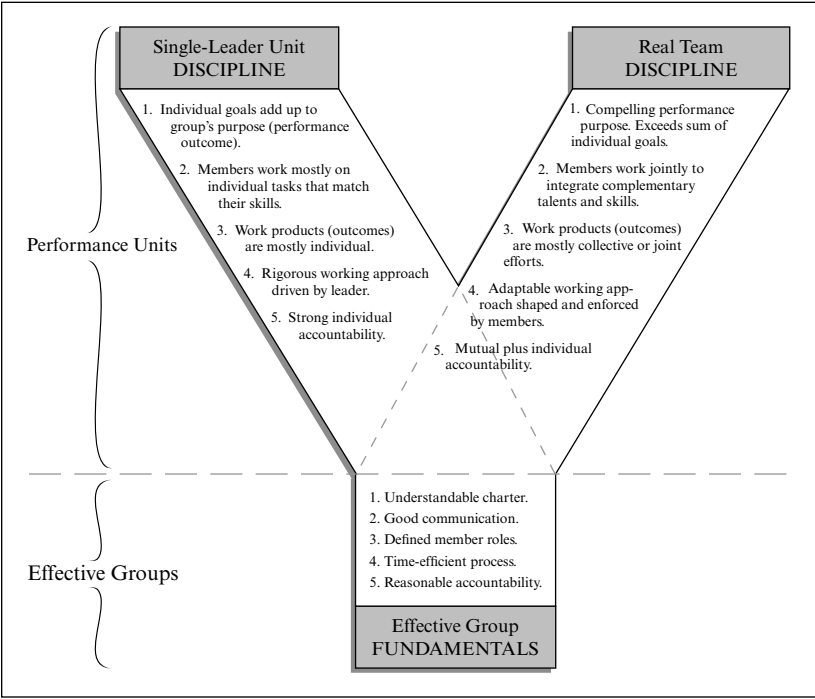 Single-Leader Unit
DISCIPLINE
1. Individual goals add up to
group's purpose (performance
outcome).
2. Members work mostly on
individual tasks that match
their skills.
3. Work products (outcomes)
are mostly individual.
4. Rigorous working approach
driven by leader.
5. Strong individual
accountability.
Real Team
DISCIPLINE
1. Compelling performance
purpose. Exceeds sum of
individual goals.
2. Members work jointly to
integrate complementary
talents and skills.
3. Work products (outcomes)
are mostly collective or joint
efforts.
4. Adaptable working app-
roach shaped and enforced
by members.
5. Mutual plus individual
accountability.
Performance Units
1. Understandable charter.
2. Good communication.
3. Defined member roles.
4. Time-efficient process.
5. Reasonable accountability.
Effective Groups
Effective Group
FUNDAMENTALS